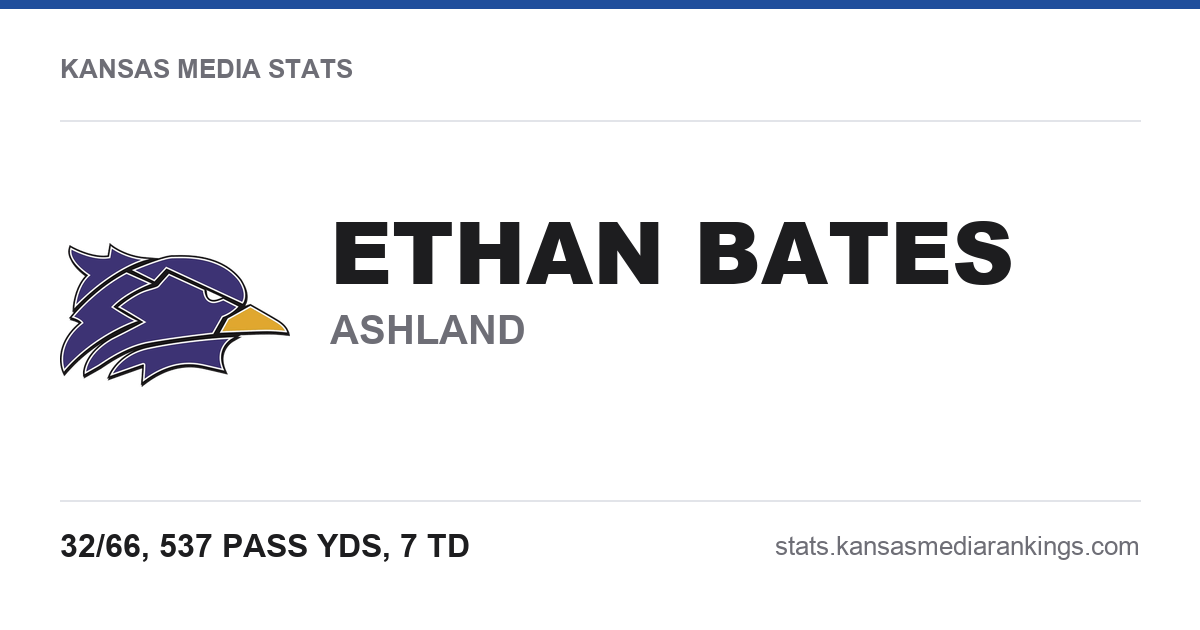 KANSAS MEDIA STATS
ETHAN BATES
ASHLAND
32/66, 537 PASS YDS, 7 TD
stats.kansasmediarankings.com